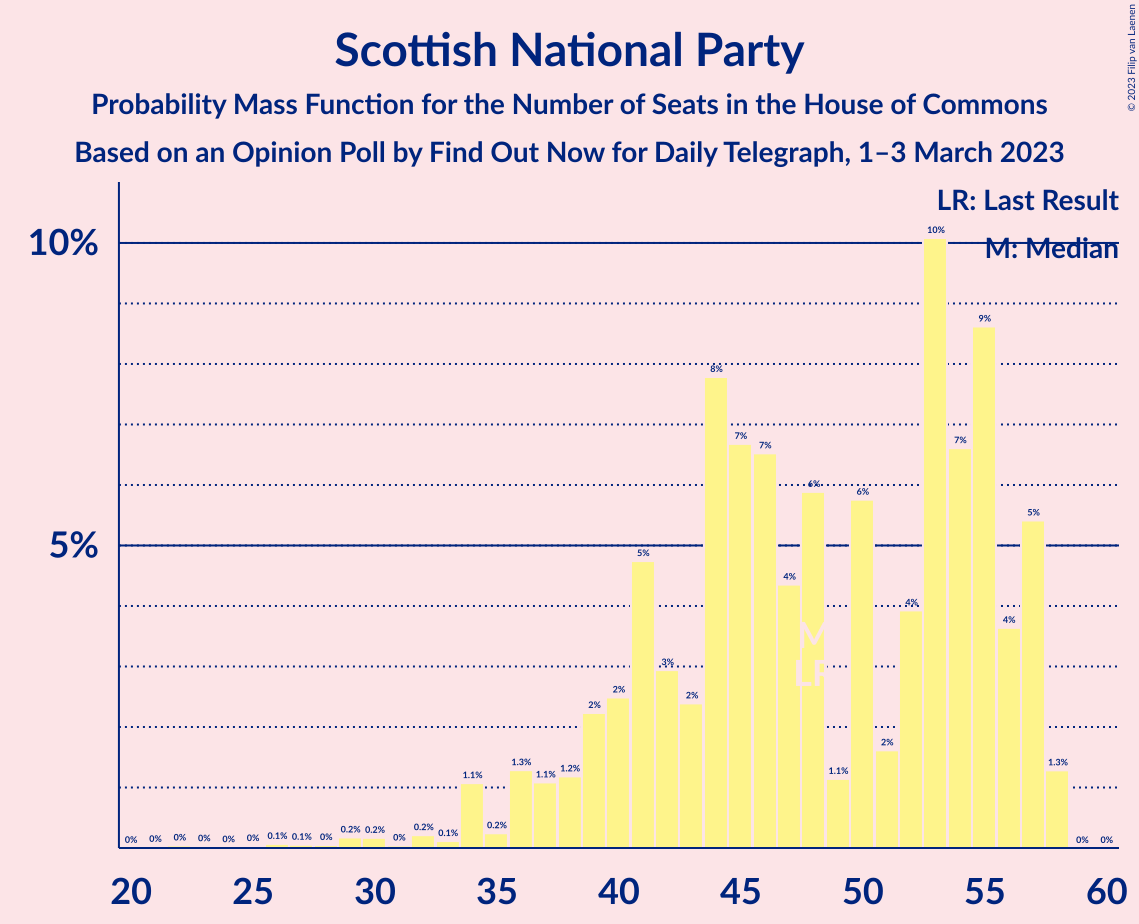 © 2023 Filip van Laenen
Scottish National Party
Probability Mass Function for the Number of Seats in the House of Commons
Based on an Opinion Poll by Find Out Now for Daily Telegraph, 1–3 March 2023
LR: Last Result
M: Median
10%
5%
0% 0% 0% 0% 0% 0% 0.1% 0.1% 0% 0.2% 0.2% 0% 0.2% 0.1% 1.1% 0.2% 1.3% 1.1% 1.2% 2% 2% 5% 3% 2% 8% 7% 7% 4% 6% 1.1% 6% 2% 4% 10% 7% 9% 4% 5% 1.3% 0% 0%
M
LR
20 25 30 35 40 45 50 55 60